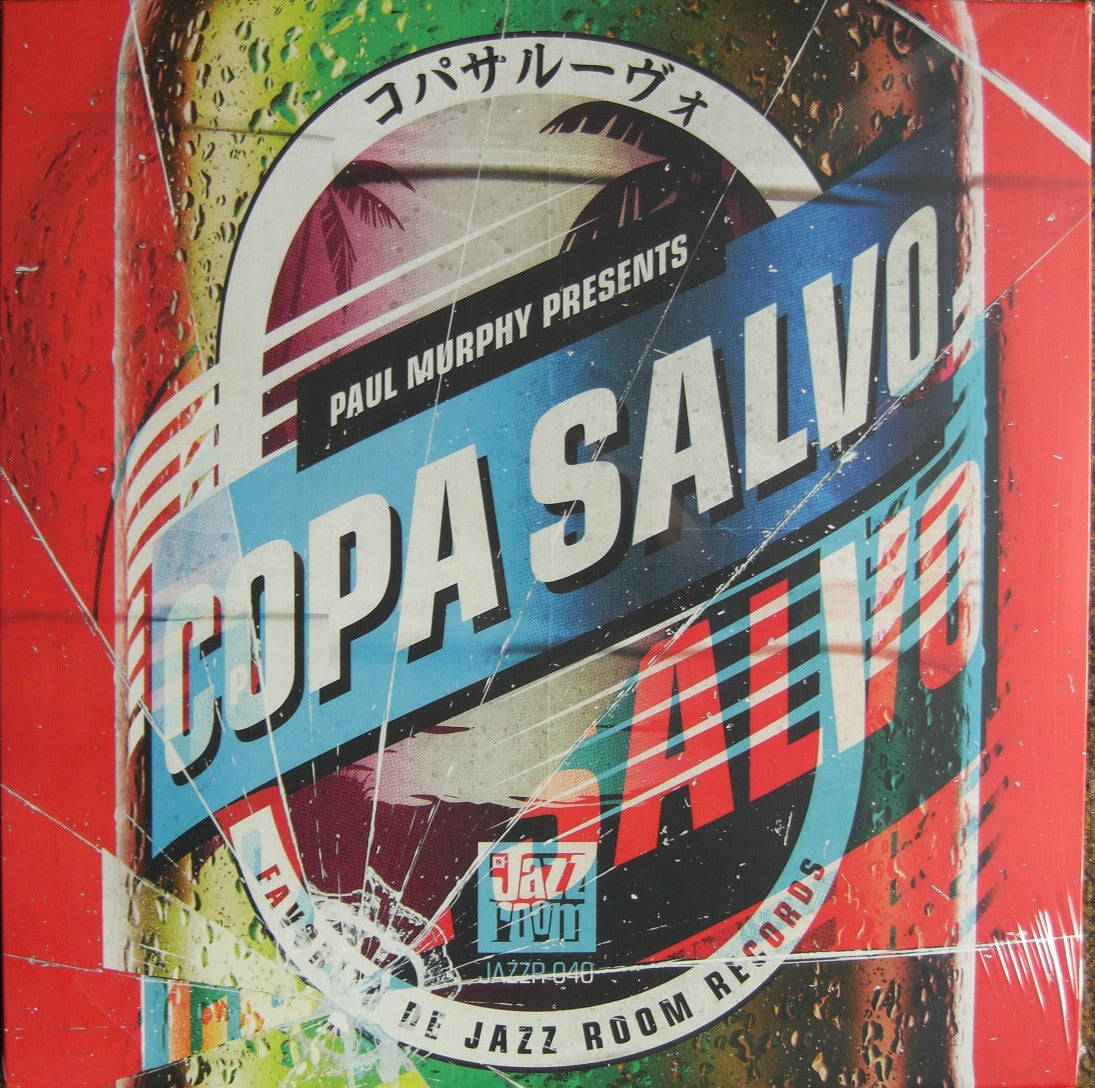 コパサルーヴォ
PAUL MURPHY PRESENTS
COPA SALVO
SALVO
Jazz
room
JAZZR 040
DE JAZZ ROOM RECORDS